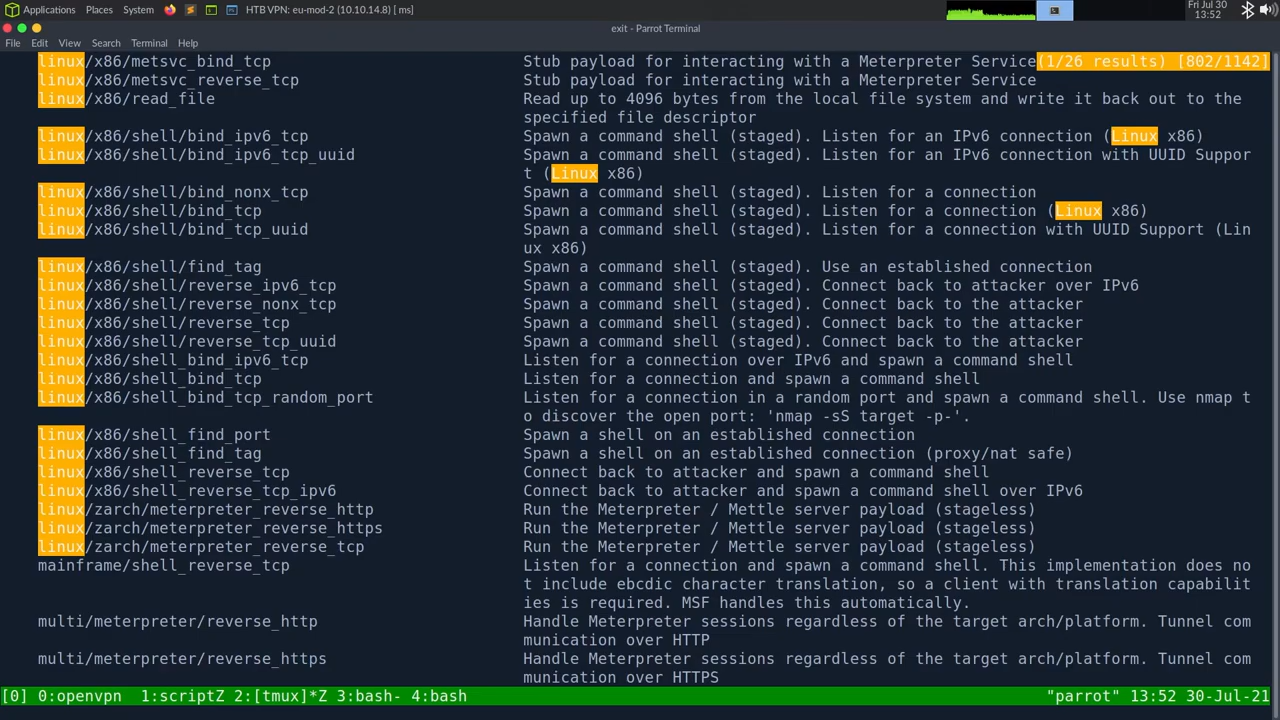 Applications Places System HTB VPN: eu-mod-2 (10.10.14.8) [ ms] Fri Jul 30
13:52
exit - Parrot Terminal
File Edit View Search Terminal Help
linux/x86/metsvc_bind_tcp Stub payload for interacting with a Meterpreter Service(1/26 results) [802/1142]
linux/x86/metsvc_reverse_tcp Stub payload for interacting with a Meterpreter Service
linux/x86/read_file Read up to 4096 bytes from the local file system and write it back out to the
specified file descriptor
linux/x86/shell/bind_ipv6_tcp Spawn a command shell (staged). Listen for an IPv6 connection (Linux x86)
linux/x86/shell/bind_ipv6_tcp_uuid Spawn a command shell (staged). Listen for an IPv6 connection with UUID Suppor
t (Linux x86)
linux/x86/shell/bind_nonx_tcp Spawn a command shell (staged). Listen for a connection
linux/x86/shell/bind_tcp Spawn a command shell (staged). Listen for a connection (Linux x86)
linux/x86/shell/bind_tcp_uuid Spawn a command shell (staged). Listen for a connection with UUID Support (Lin
ux x86)
linux/x86/shell/find_tag Spawn a command shell (staged). Use an established connection
linux/x86/shell/reverse_ipv6_tcp Spawn a command shell (staged). Connect back to attacker over IPv6
linux/x86/shell/reverse_nonx_tcp Spawn a command shell (staged). Connect back to the attacker
linux/x86/shell/reverse_tcp Spawn a command shell (staged). Connect back to the attacker
linux/x86/shell/reverse_tcp_uuid Spawn a command shell (staged). Connect back to the attacker
linux/x86/shell_bind_ipv6_tcp Listen for a connection over IPv6 and spawn a command shell
linux/x86/shell_bind_tcp Listen for a connection and spawn a command shell
linux/x86/shell_bind_tcp_random_port Listen for a connection in a random port and spawn a command shell. Use nmap t
o discover the open port: 'nmap -sS target -p-'.
linux/x86/shell_find_port Spawn a shell on an established connection
linux/x86/shell_find_tag Spawn a shell on an established connection (proxy/nat safe)
linux/x86/shell_reverse_tcp Connect back to attacker and spawn a command shell
linux/x86/shell_reverse_tcp_ipv6 Connect back to attacker and spawn a command shell over IPv6
linux/zarch/meterpreter_reverse_http Run the Meterpreter / Mettle server payload (stageless)
linux/zarch/meterpreter_reverse_https Run the Meterpreter / Mettle server payload (stageless)
linux/zarch/meterpreter_reverse_tcp Run the Meterpreter / Mettle server payload (stageless)
mainframe/shell_reverse_tcp Listen for a connection and spawn a command shell. This implementation does no
t include ebcdic character translation, so a client with translation capabilit
ies is required. MSF handles this automatically.
multi/meterpreter/reverse_http Handle Meterpreter sessions regardless of the target arch/platform. Tunnel com
munication over HTTP
multi/meterpreter/reverse_https Handle Meterpreter sessions regardless of the target arch/platform. Tunnel com
munication over HTTPS
[0] 0:openvpn 1:scriptZ 2:[tmux]*Z 3:bash- 4:bash "parrot" 13:52 30-Jul-21